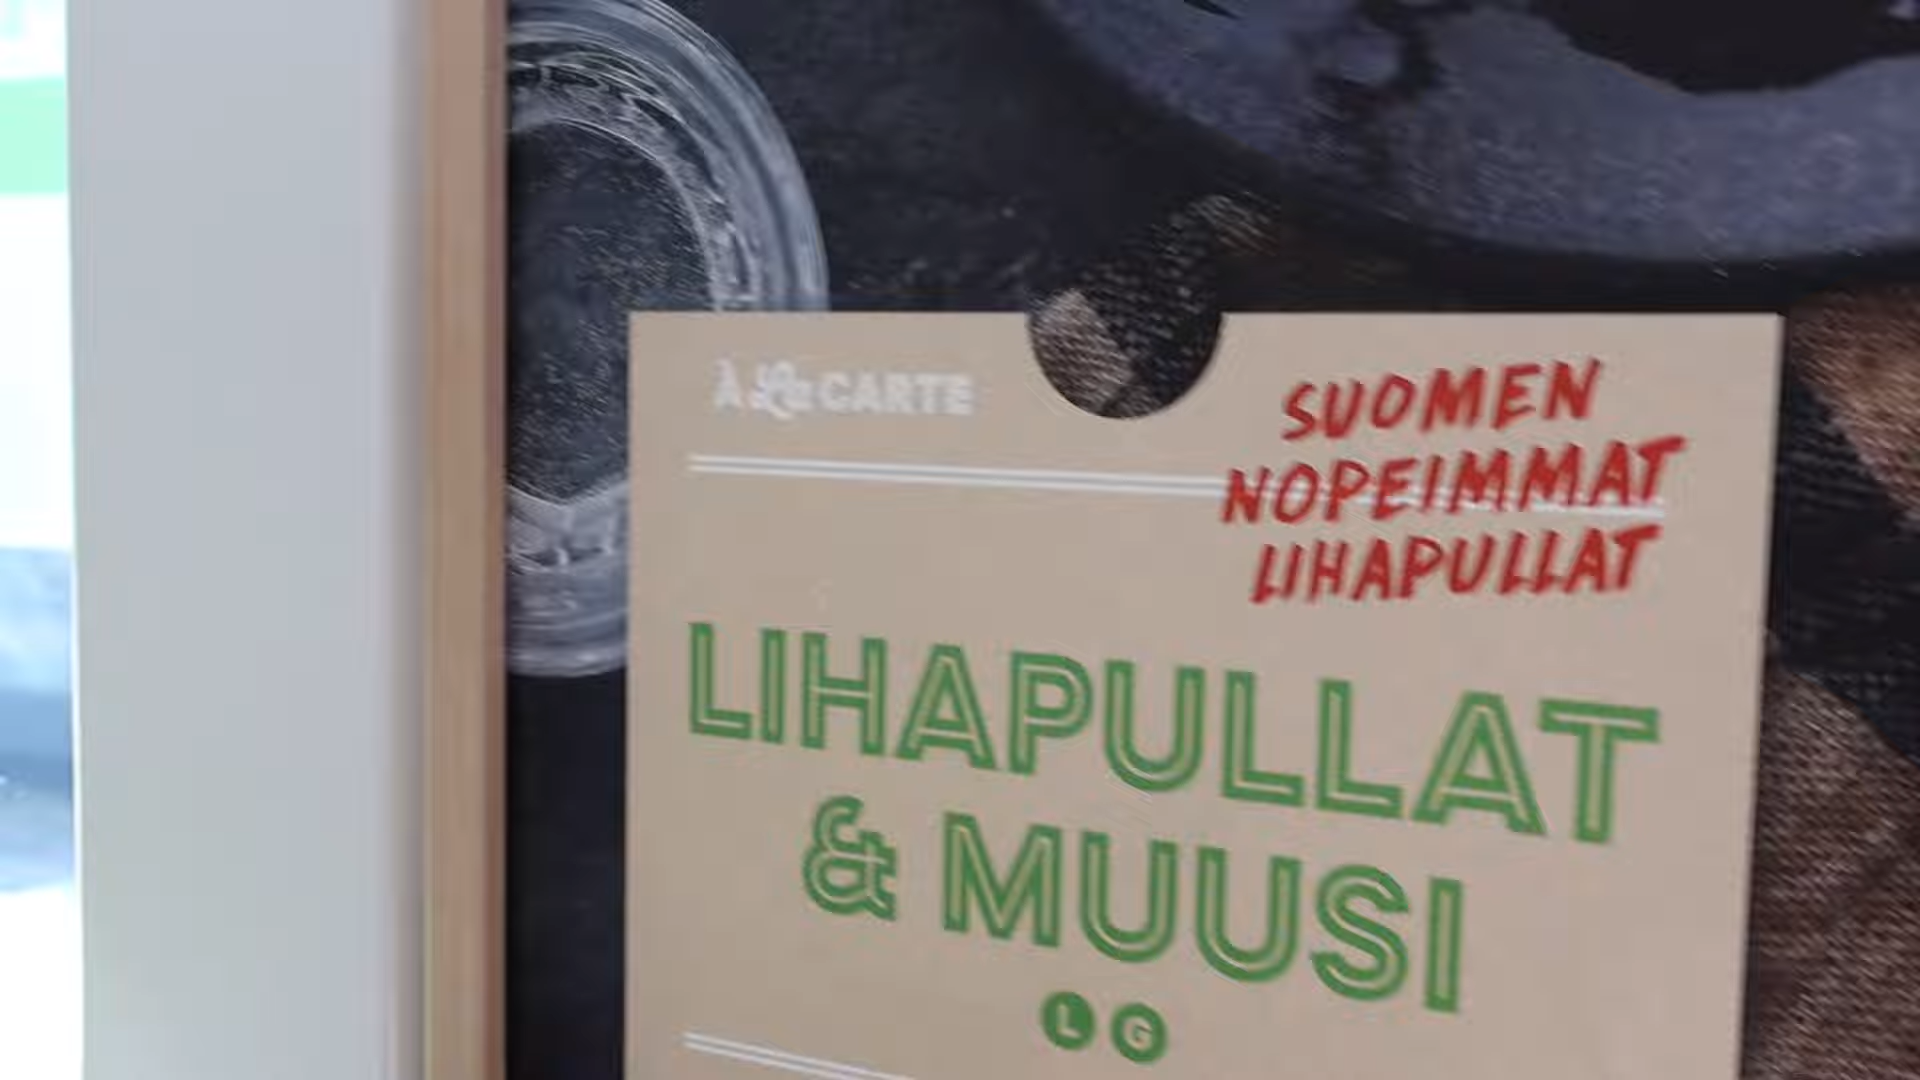 À La CARTE
SUOMEN
NOPEIMMAT
LIHAPULLAT
LIHAPULLAT
& MUUSI
L G